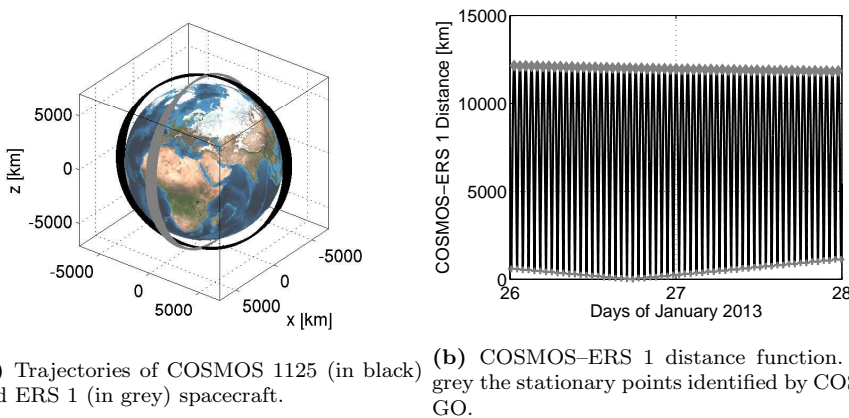 5000
0
-5000
z [km]
-5000
0
5000
5000
0
-5000
x [km]
15000
10000
5000
0
COSMOS–ERS 1 Distance [km]
26
27
28
Days of January 2013
) Trajectories of COSMOS 1125 (in black)
d ERS 1 (in grey) spacecraft.
(b) COSMOS–ERS 1 distance function.
grey the stationary points identified by COS
GO.